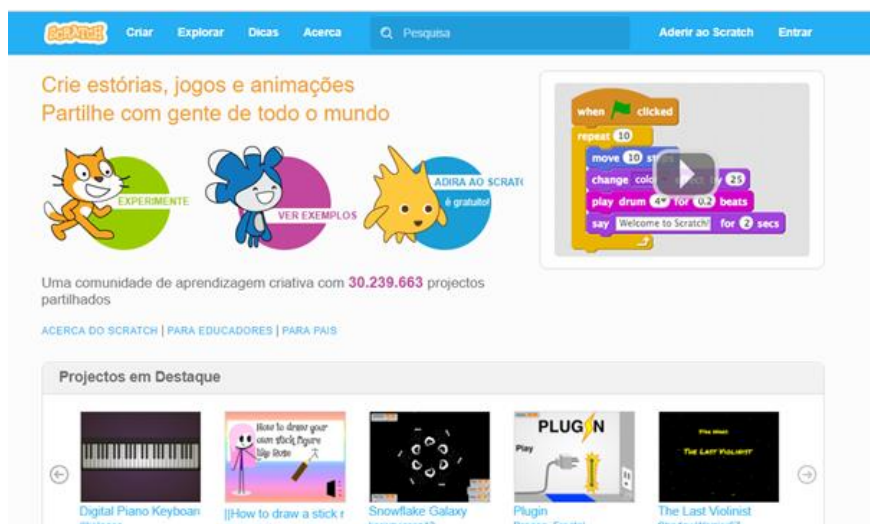 SCRATCH Criar Explorar Dicas Acerca Pesquisa Aderir ao Scratch Entrar
Crie estórias, jogos e animações
Partilhe com gente de todo o mundo
EXPERIMENTE
VER EXEMPLOS
ADIRA AO SCRATC
é gratuito!
when clicked
repeat 10
move 10
change by 25
play drum 4 for 0.2 beats
say Welcome to Scratch! for 2 secs
Uma comunidade de aprendizagem criativa com 30.239.663 projectos
partilhados
ACERCA DO SCRATCH | PARA EDUCADORES | PARA PAIS
Projectos em Destaque
How to draw your
own stick figure
like Rose
PLUG N
Play
The Last Violinist
Digital Piano Keyboan
||How to draw a stick r
Snowflake Galaxy
Plugin
The Last Violinist